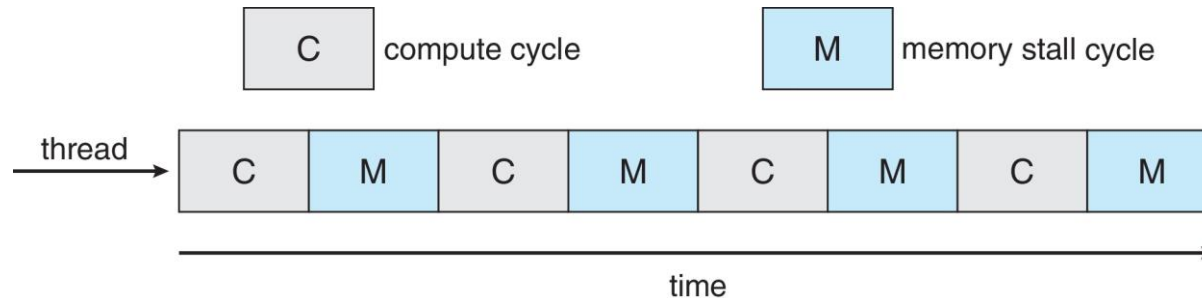 C compute cycle M memory stall cycle
thread
C M C M C M C M
time